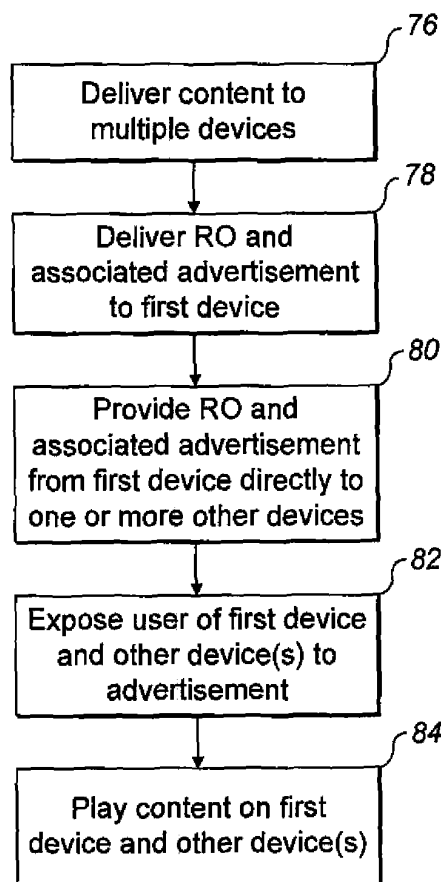 76
Deliver content to
multiple devices
78
Deliver RO and
associated advertisement
to first device
80
Provide RO and
associated advertisement
from first device directly to
one or more other devices
82
Expose user of first device
and other device(s) to
advertisement
84
Play content on first
device and other device(s)